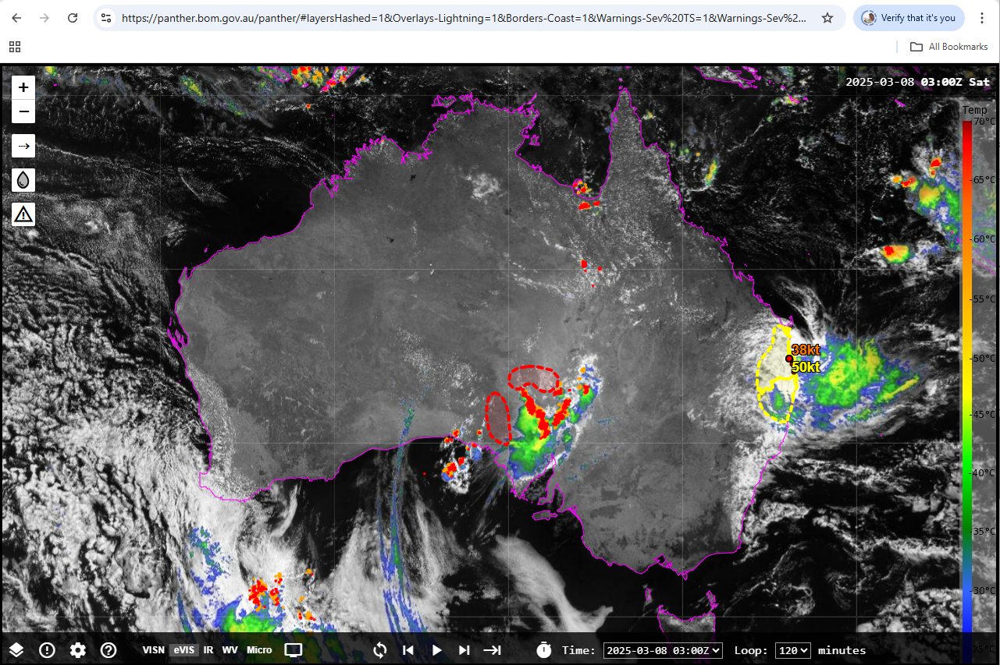 https://panther.bom.gov.au/panther/#layersHashed=1&Overlays-Lightning=1&Borders-Coast=1&Warnings-Sev%20TS=1&Warnings-Sev%2...
Verify that it's you
All Bookmarks
2025-03-08 03:00Z Sat
+
−
Temp
-70°C
-65°C
-60°C
-55°C
-50°C
-45°C
-40°C
-35°C
-30°C
-25°C
38kt
50kt
VISN eVIS IR WV Micro
Time: 2025-03-08 03:00Z Loop: 120 minutes